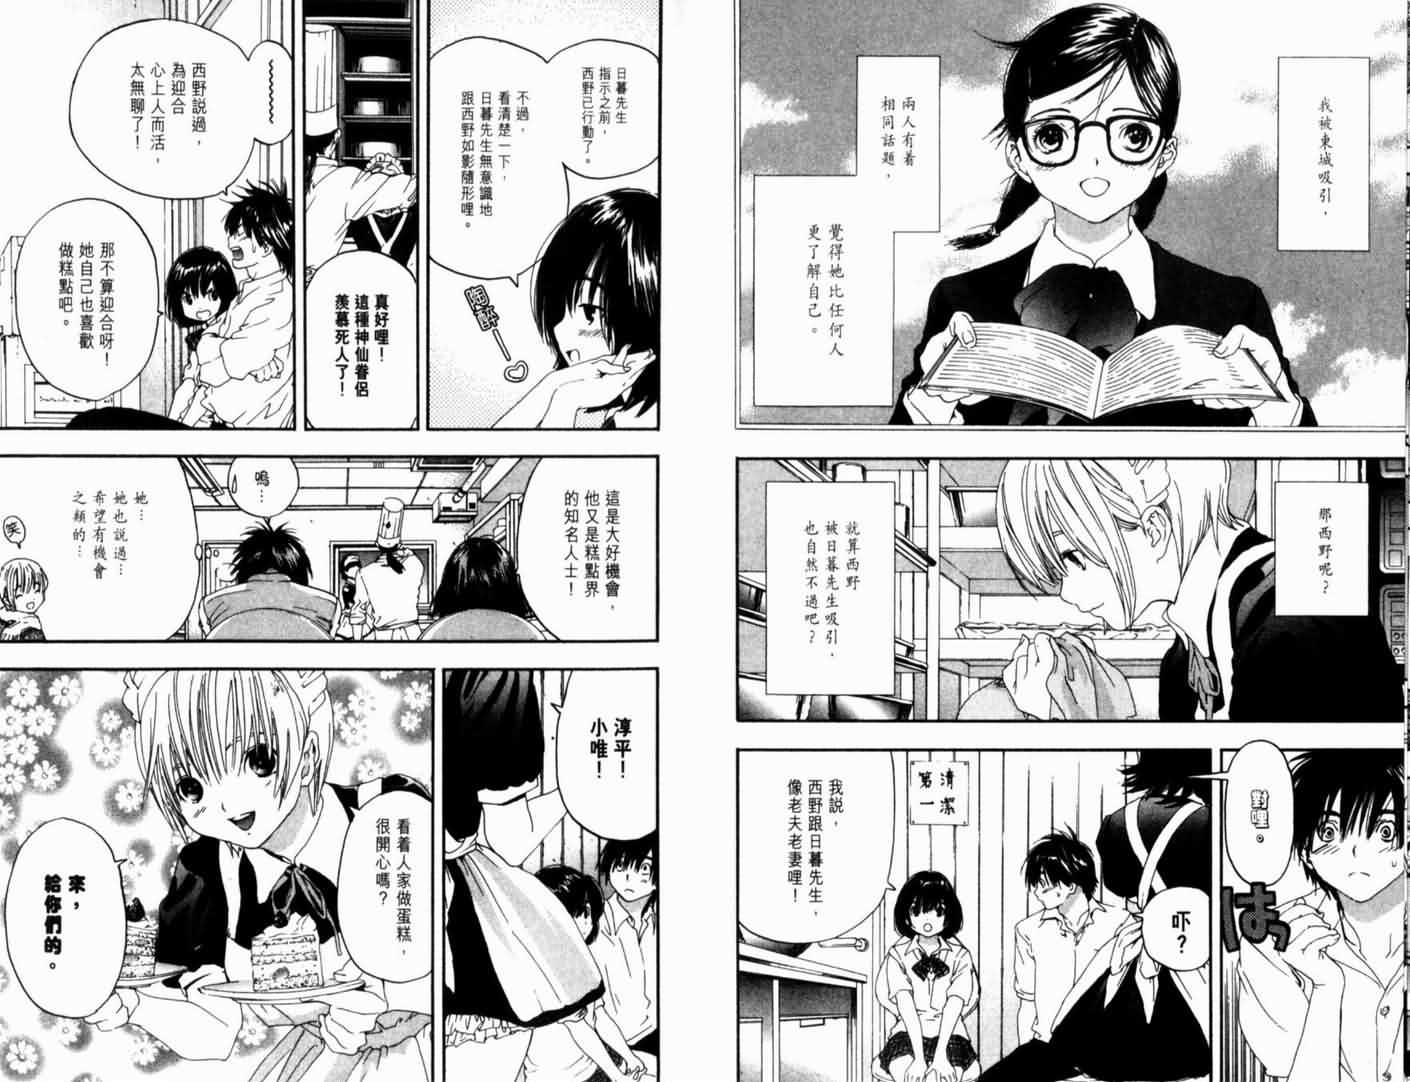 我被東城吸引，
兩人有着
相同話題，
覺得她比任何人
更了解自己。
那西野呢？
就算西野
被日暮先生吸引，
也自然不過吧？
對哩。
はっ
吓？
清潔
第一
我說，
西野跟日暮先生，
像老夫老妻哩！
日暮先生
指示之前，
西野已行動了。
不過，
看清楚一下，
日暮先生無意識地
跟西野如影隨形哩。
陶醉
真好哩！
這種神仙眷侶
羨慕死人了！
西野說過，
為迎合
心上人而活，
太無聊了！
那不算迎合呀！
她自己也喜歡
做糕點吧。
這是大好機會，
他又是糕點界
的知名人士！
嗚…
她…
她也說過…
希望有機會
之類的…
笑
淳平！
小唯！
看着人家做蛋糕，
很開心嗎？
來，
給你們的。